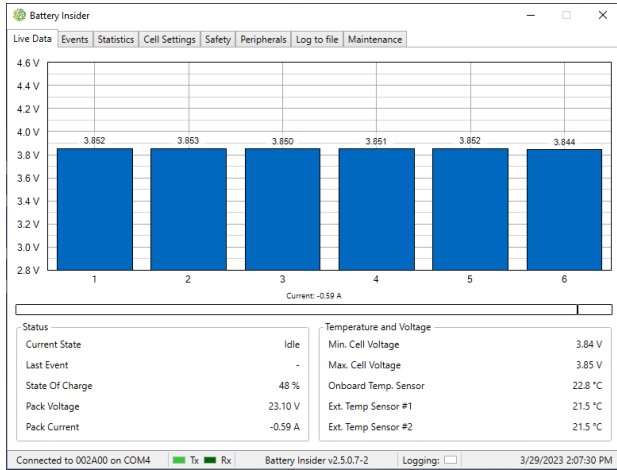 Battery Insider
Live Data Events Statistics Cell Settings Safety Peripherals Log to file Maintenance
4.6 V
4.4 V
4.2 V
4.0 V
3.8 V
3.6 V
3.4 V
3.2 V
3.0 V
2.8 V
3.852 3.853 3.850 3.851 3.852 3.844
1 2 3 4 5 6
Current: -0.59 A
Status
Current State Idle
Last Event -
State Of Charge 48 %
Pack Voltage 23.10 V
Pack Current -0.59 A
Temperature and Voltage
Min. Cell Voltage 3.84 V
Max. Cell Voltage 3.85 V
Onboard Temp. Sensor 22.8 °C
Ext. Temp Sensor #1 21.5 °C
Ext. Temp Sensor #2 21.5 °C
Connected to 002A00 on COM4 Tx Rx Battery Insider v2.5.0.7-2 Logging: 3/29/2023 2:07:30 PM